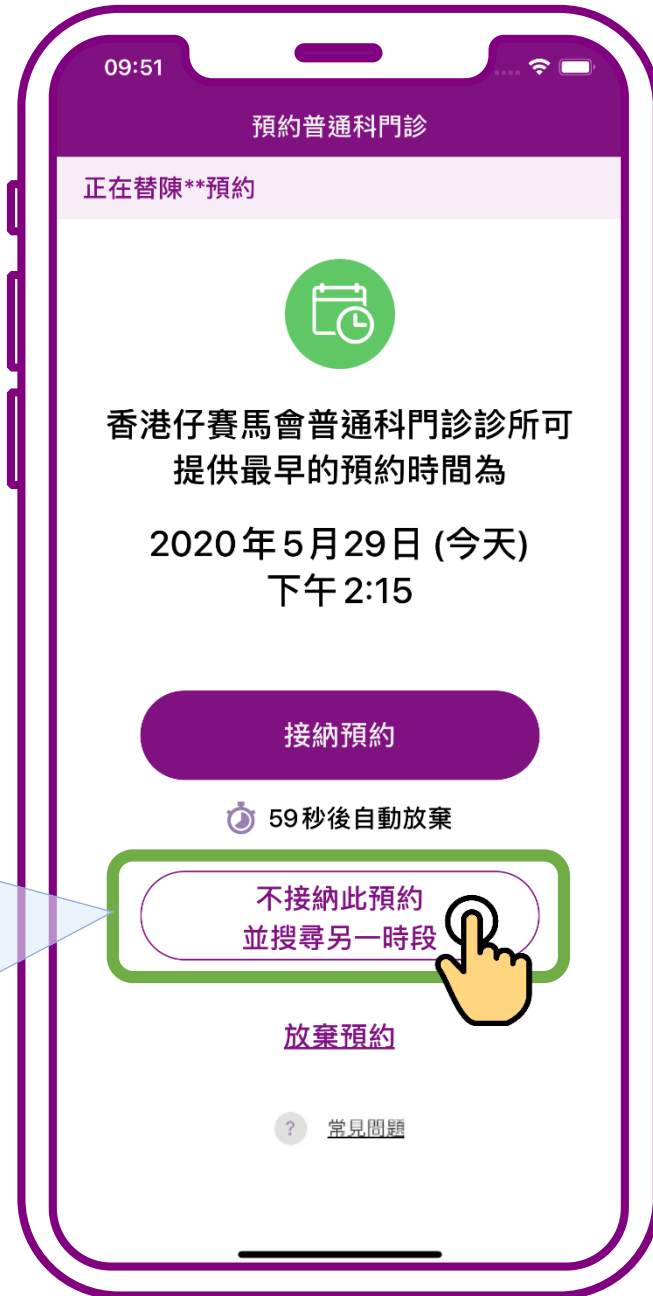 09:51
預約普通科門診
正在替陳**預約
香港仔賽馬會普通科門診診所可
提供最早的預約時間為
2020年5月29日 (今天)
下午2:15
接納預約
59秒後自動放棄
不接納此預約
並搜尋另一時段
放棄預約
? 常見問題